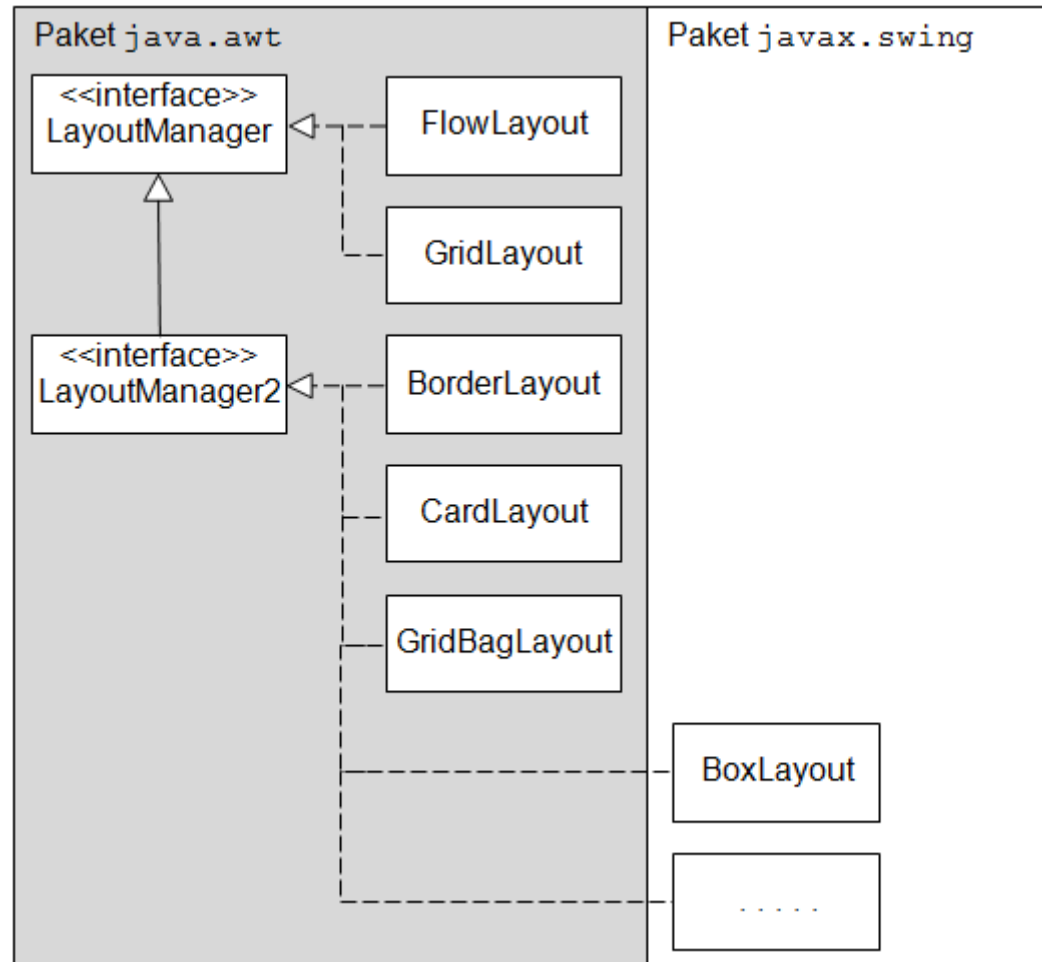 Paket java.awt
Paket javax.swing
<<interface>>
LayoutManager
FlowLayout
GridLayout
<<interface>>
LayoutManager2
BorderLayout
CardLayout
GridBagLayout
BoxLayout
. . . . .